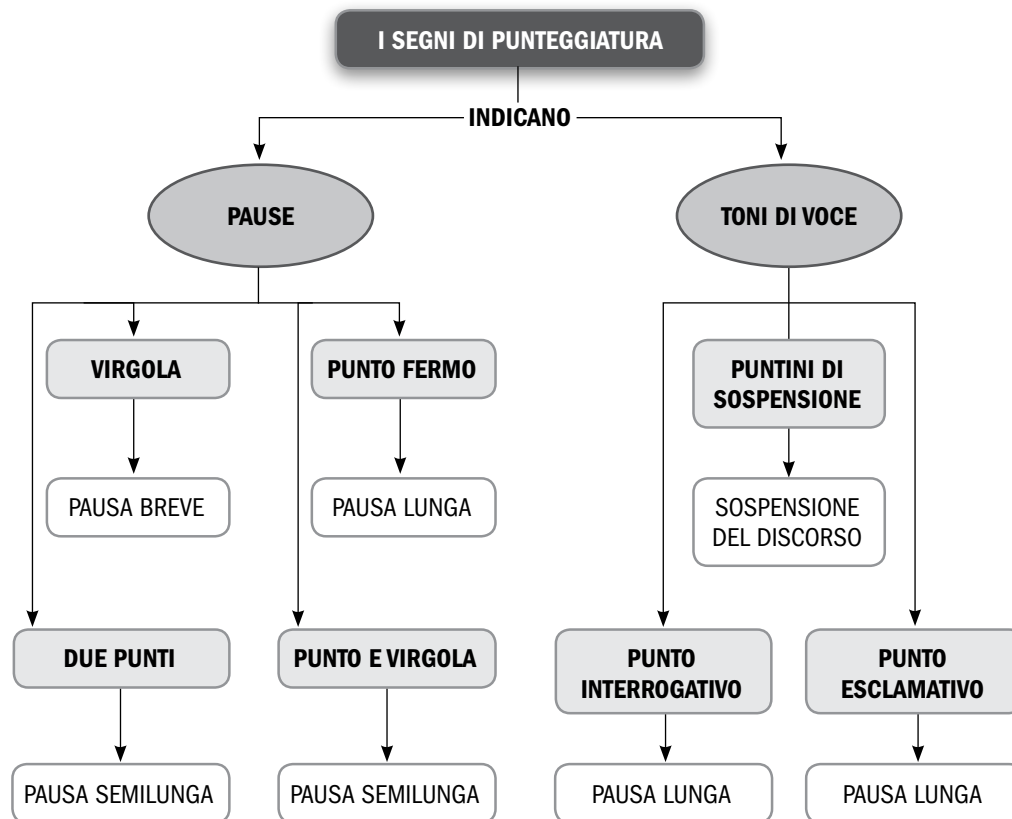 I SEGNI DI PUNTEGGIATURA
INDICANO
PAUSE
TONI DI VOCE
VIRGOLA
PUNTO FERMO
PUNTINI DI
SOSPENSIONE
PAUSA BREVE
PAUSA LUNGA
SOSPENSIONE
DEL DISCORSO
DUE PUNTI
PUNTO E VIRGOLA
PUNTO
INTERROGATIVO
PUNTO
ESCLAMATIVO
PAUSA SEMILUNGA
PAUSA SEMILUNGA
PAUSA LUNGA
PAUSA LUNGA